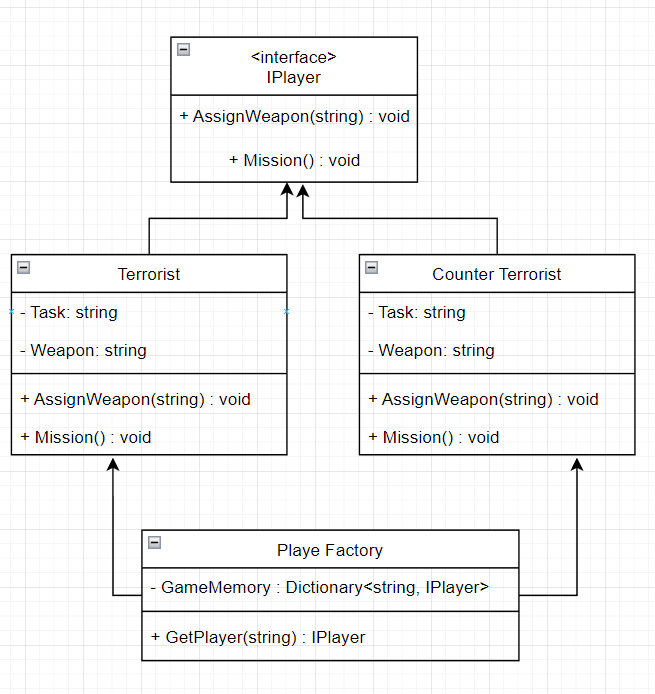 <interface>
IPlayer
+ AssignWeapon(string) : void
+ Mission() : void
Terrorist
- Task: string
- Weapon: string
+ AssignWeapon(string) : void
+ Mission() : void
Counter Terrorist
- Task: string
- Weapon: string
+ AssignWeapon(string) : void
+ Mission() : void
Playe Factory
- GameMemory : Dictionary<string, IPlayer>
+ GetPlayer(string) : IPlayer